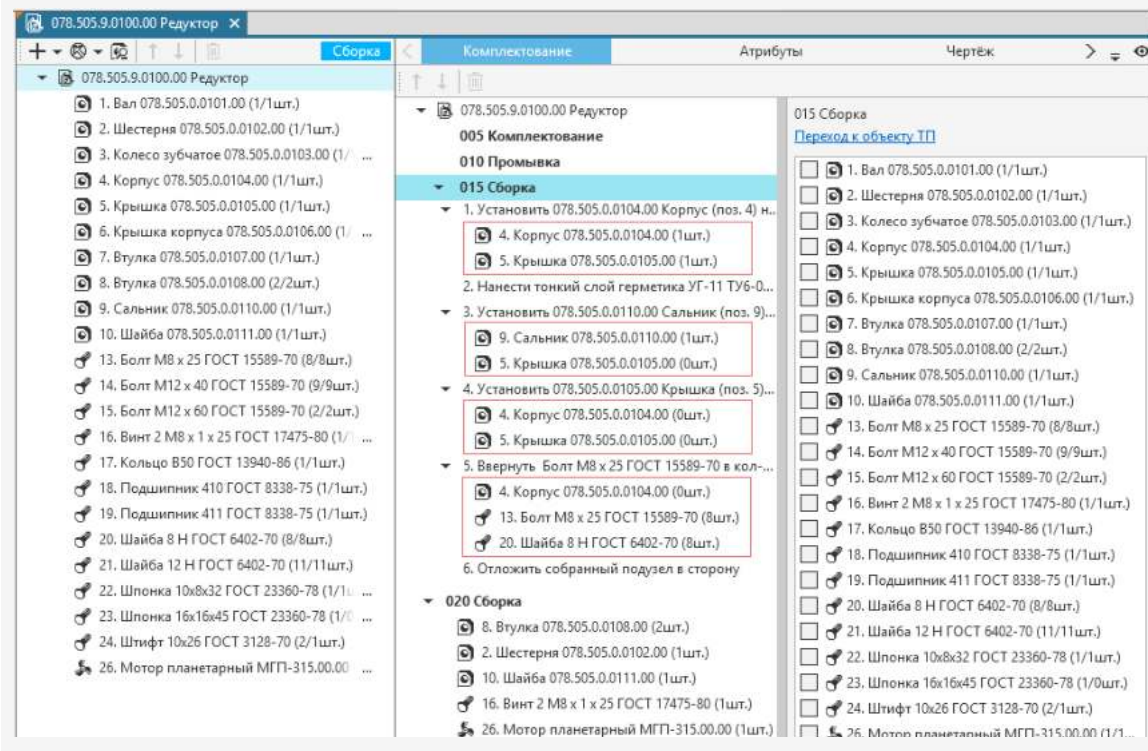 078.505.9.0100.00 Редуктор
Сборка
Комплектование
Атрибуты
Чертёж
078.505.9.0100.00 Редуктор
1. Вал 078.505.0.0101.00 (1/1шт.)
2. Шестерня 078.505.0.0102.00 (1/1шт.)
3. Колесо зубчатое 078.505.0.0103.00 (1/ ...
4. Корпус 078.505.0.0104.00 (1/1шт.)
5. Крышка 078.505.0.0105.00 (1/1шт.)
6. Крышка корпуса 078.505.0.0106.00 (1/ ...
7. Втулка 078.505.0.0107.00 (1/1шт.)
8. Втулка 078.505.0.0108.00 (2/2шт.)
9. Сальник 078.505.0.0110.00 (1/1шт.)
10. Шайба 078.505.0.0111.00 (1/1шт.)
13. Болт М8 х 25 ГОСТ 15589-70 (8/8шт.)
14. Болт М12 х 40 ГОСТ 15589-70 (9/9шт.)
15. Болт М12 х 60 ГОСТ 15589-70 (2/2шт.)
16. Винт 2 М8 х 1 х 25 ГОСТ 17475-80 (1/ ...
17. Кольцо В50 ГОСТ 13940-86 (1/1шт.)
18. Подшипник 410 ГОСТ 8338-75 (1/1шт.)
19. Подшипник 411 ГОСТ 8338-75 (1/1шт.)
20. Шайба 8 Н ГОСТ 6402-70 (8/8шт.)
21. Шайба 12 Н ГОСТ 6402-70 (11/11шт.)
22. Шпонка 10х8х32 ГОСТ 23360-78 (1/1 ...
23. Шпонка 16х16х45 ГОСТ 23360-78 (1/0 ...
24. Штифт 10х26 ГОСТ 3128-70 (2/1шт.)
26. Мотор планетарный МГП-315.00.00 ...
078.505.9.0100.00 Редуктор
005 Комплектование
010 Промывка
015 Сборка
1. Установить 078.505.0.0104.00 Корпус (поз. 4) н...
4. Корпус 078.505.0.0104.00 (1шт.)
5. Крышка 078.505.0.0105.00 (1шт.)
2. Нанести тонкий слой герметика УГ-11 ТУ6-0...
3. Установить 078.505.0.0110.00 Сальник (поз. 9)...
9. Сальник 078.505.0.0110.00 (1шт.)
5. Крышка 078.505.0.0105.00 (0шт.)
4. Установить 078.505.0.0105.00 Крышка (поз. 5)...
4. Корпус 078.505.0.0104.00 (0шт.)
5. Крышка 078.505.0.0105.00 (0шт.)
5. Ввернуть Болт М8 х 25 ГОСТ 15589-70 в кол-...
4. Корпус 078.505.0.0104.00 (0шт.)
13. Болт М8 х 25 ГОСТ 15589-70 (8шт.)
20. Шайба 8 Н ГОСТ 6402-70 (8шт.)
6. Отложить собранный подузел в сторону
020 Сборка
8. Втулка 078.505.0.0108.00 (2шт.)
2. Шестерня 078.505.0.0102.00 (1шт.)
10. Шайба 078.505.0.0111.00 (1шт.)
16. Винт 2 М8 х 1 х 25 ГОСТ 17475-80 (1шт.)
26. Мотор планетарный МГП-315.00.00 (1шт.)
015 Сборка
Переход к объекту ТП
1. Вал 078.505.0.0101.00 (1/1шт.)
2. Шестерня 078.505.0.0102.00 (1/1шт.)
3. Колесо зубчатое 078.505.0.0103.00 (1/1шт.)
4. Корпус 078.505.0.0104.00 (1/1шт.)
5. Крышка 078.505.0.0105.00 (1/1шт.)
6. Крышка корпуса 078.505.0.0106.00 (1/1шт.)
7. Втулка 078.505.0.0107.00 (1/1шт.)
8. Втулка 078.505.0.0108.00 (2/2шт.)
9. Сальник 078.505.0.0110.00 (1/1шт.)
10. Шайба 078.505.0.0111.00 (1/1шт.)
13. Болт М8 х 25 ГОСТ 15589-70 (8/8шт.)
14. Болт М12 х 40 ГОСТ 15589-70 (9/9шт.)
15. Болт М12 х 60 ГОСТ 15589-70 (2/2шт.)
16. Винт 2 М8 х 1 х 25 ГОСТ 17475-80 (1/1шт.)
17. Кольцо В50 ГОСТ 13940-86 (1/1шт.)
18. Подшипник 410 ГОСТ 8338-75 (1/1шт.)
19. Подшипник 411 ГОСТ 8338-75 (1/1шт.)
20. Шайба 8 Н ГОСТ 6402-70 (8/8шт.)
21. Шайба 12 Н ГОСТ 6402-70 (11/11шт.)
22. Шпонка 10х8х32 ГОСТ 23360-78 (1/1шт.)
23. Шпонка 16х16х45 ГОСТ 23360-78 (1/0шт.)
24. Штифт 10х26 ГОСТ 3128-70 (2/1шт.)
26. Мотор планетарный МГП-315.00.00 (1/1...